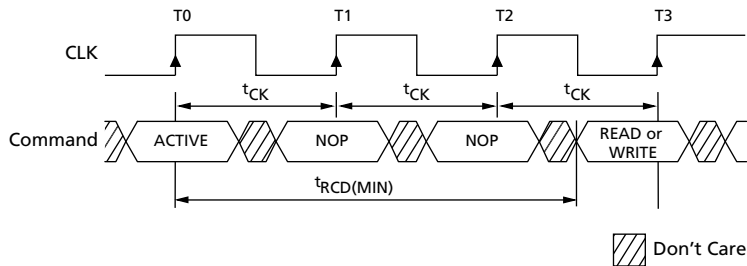 T0 T1 T2 T3
CLK
tCK tCK tCK
Command ACTIVE NOP NOP READ or
WRITE
tRCD(MIN)
Don't Care